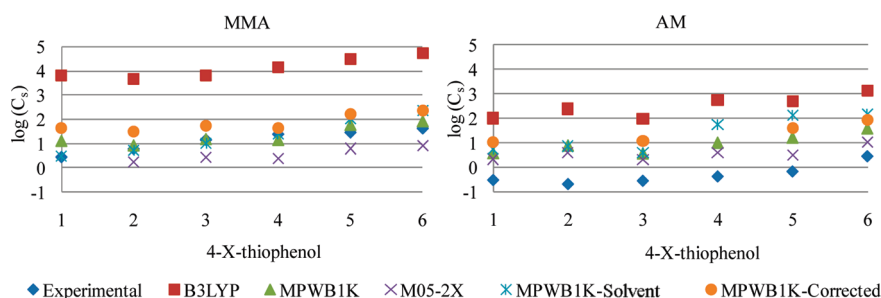 MMA
log (Cs)
5
4
3
2
1
0
-1
1 2 3 4 5 6
4-X-thiophenol
AM
log (Cs)
5
4
3
2
1
0
-1
1 2 3 4 5 6
4-X-thiophenol
Experimental B3LYP MPWB1K M05-2X MPWB1K-Solvent MPWB1K-Corrected